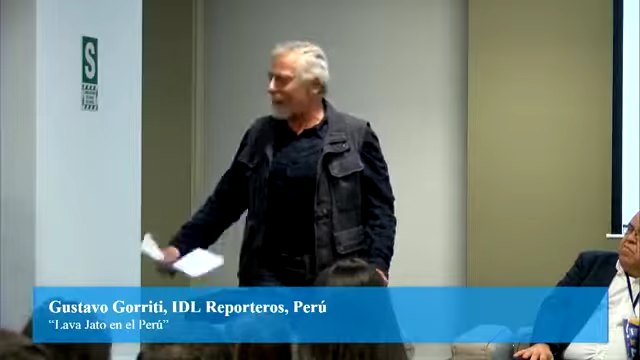 S
Gustavo Gorriti, IDL Reporteros, Perú
“Lava Jato en el Perú”